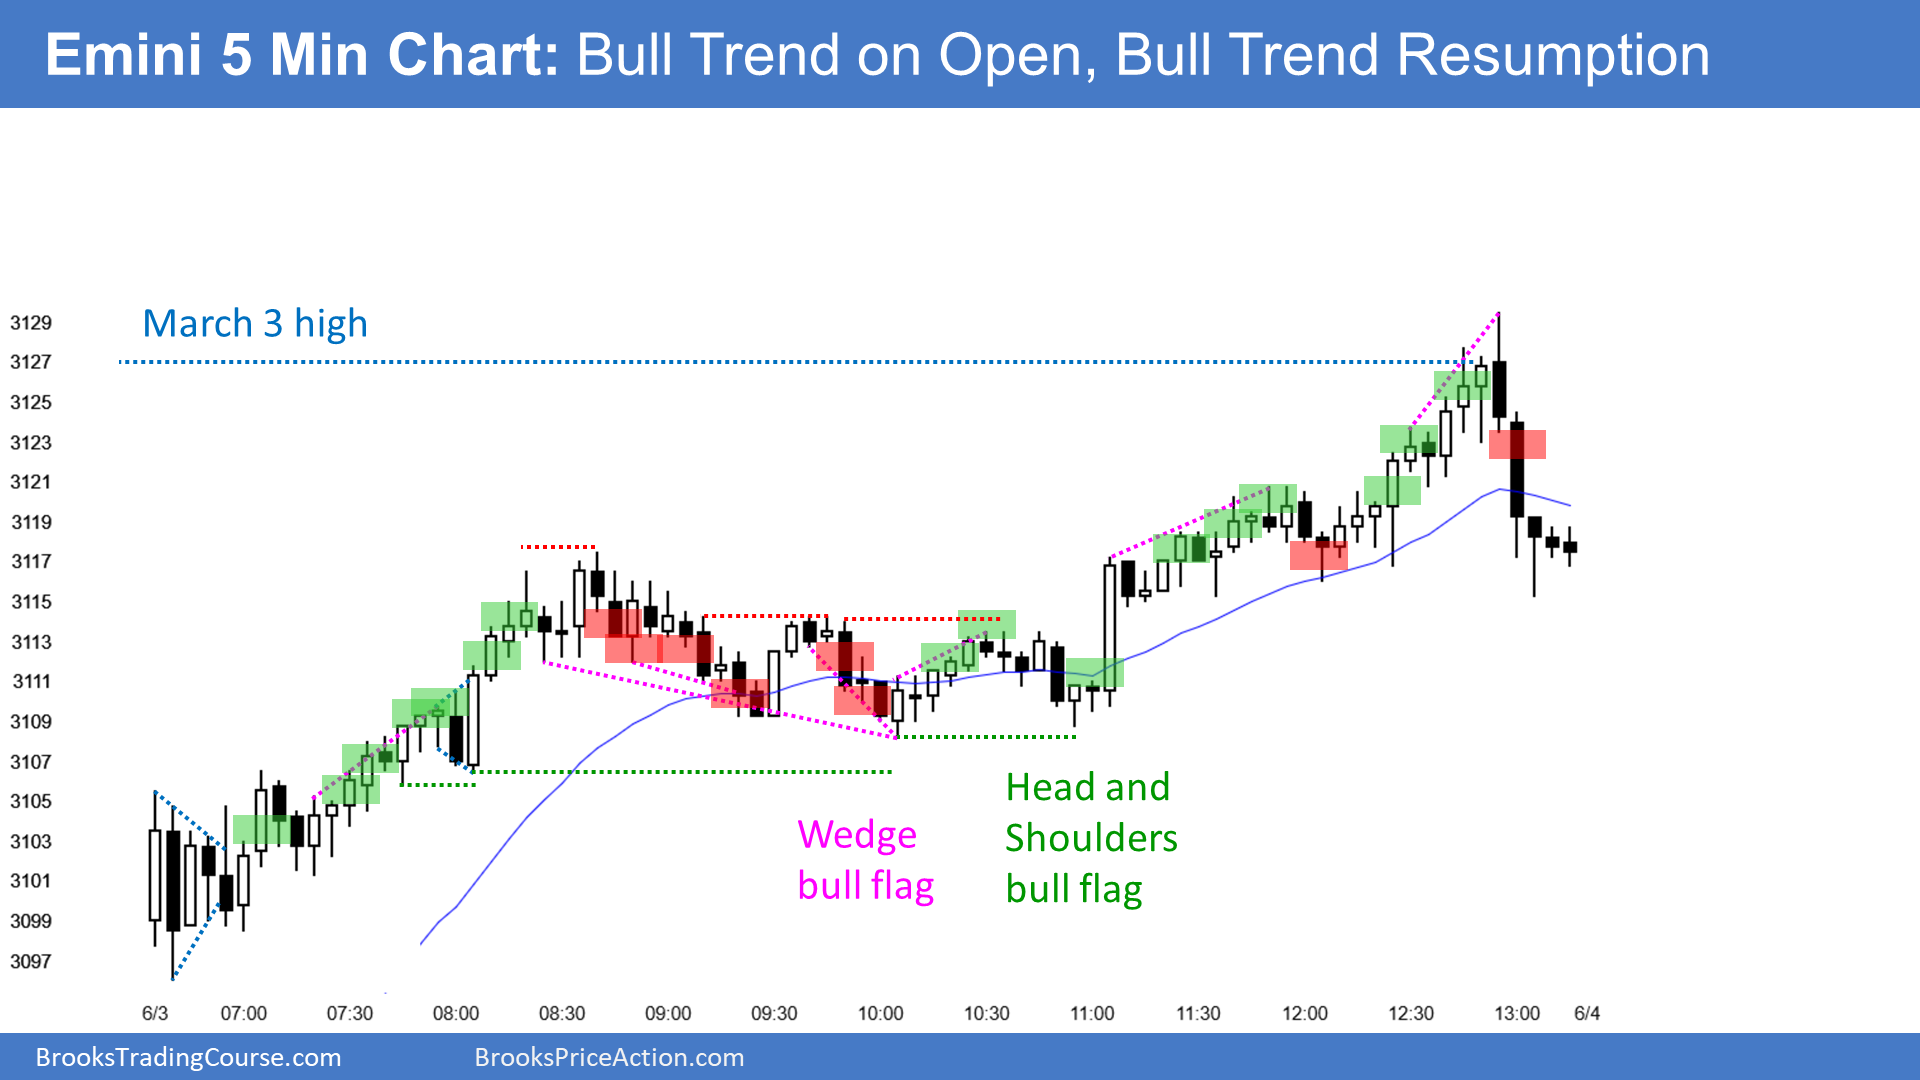 Emini 5 Min Chart: Bull Trend on Open, Bull Trend Resumption
March 3 high
3129
3127
3125
3123
3121
3119
3117
3115
3113
3111
3109
3107
3105
3103
3101
3099
3097
Wedge
bull flag
Head and
Shoulders
bull flag
6/3 07:00 07:30 08:00 08:30 09:00 09:30 10:00 10:30 11:00 11:30 12:00 12:30 13:00 6/4
BrooksTradingCourse.com BrooksPriceAction.com